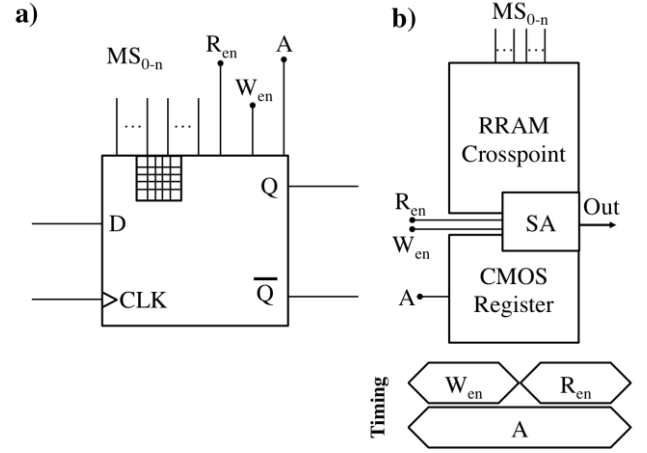 a)
MS0-n
Ren
A
Wen
... ...
D
Q
CLK
Q̅
b)
MS0-n
... ...
RRAM
Crosspoint
Ren
Wen
SA
Out
CMOS
Register
A
Timing
Wen
Ren
A